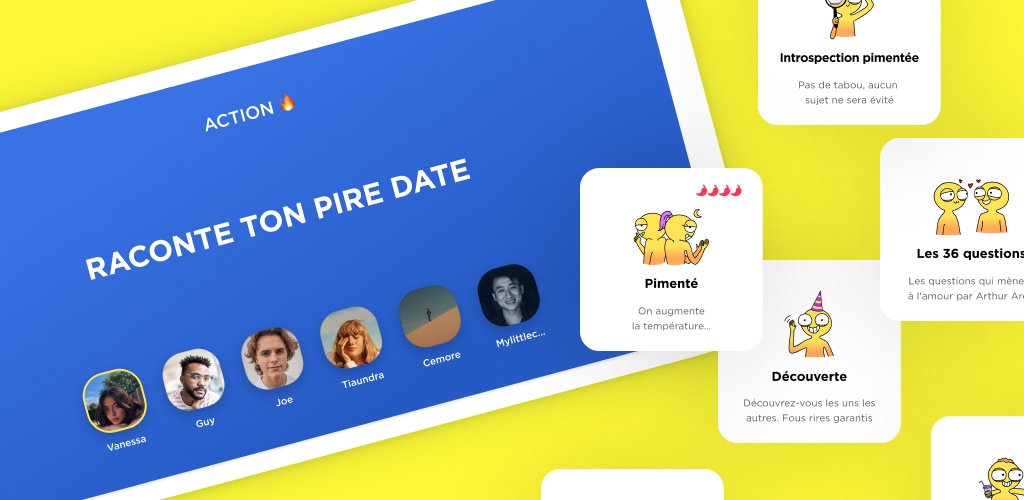 ACTION 🔥
RACONTE TON PIRE DATE
Vanessa
Guy
Joe
Tiaundra
Cemore
Mylittlec...
Introspection pimentée
Pas de tabou, aucun
sujet ne sera évité
Pimenté
On augmente
la température...
Les 36 questions
Les questions qui mène
à l'amour par Arthur Ar
Découverte
Découvrez-vous les uns les
autres. Fous rires garantis